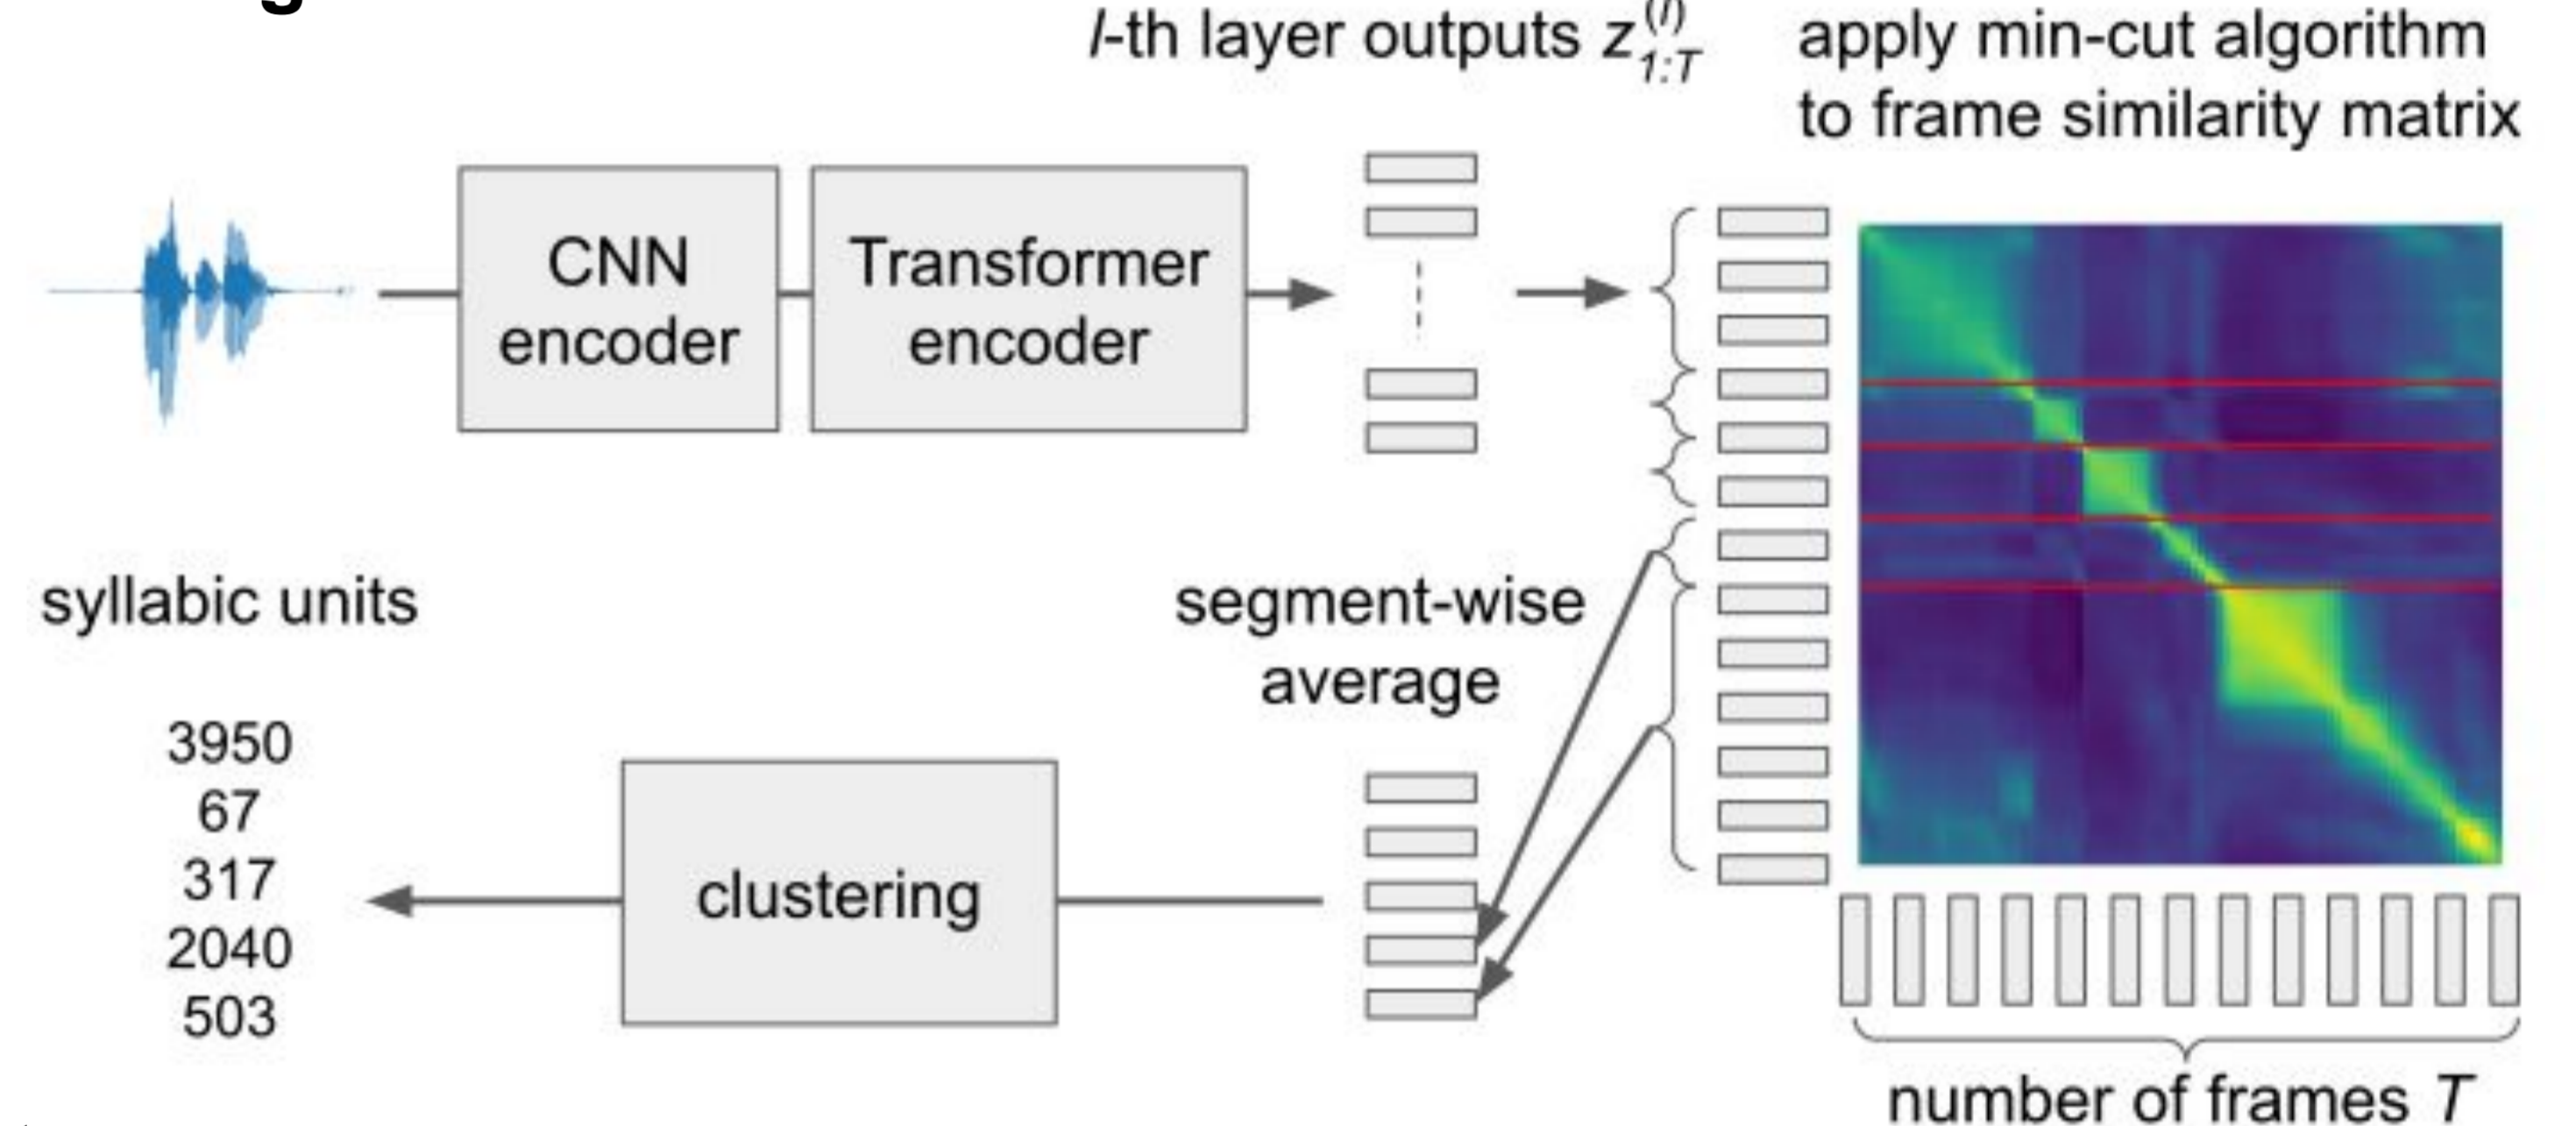 l-th layer outputs z_{1:T}^{(l)}
apply min-cut algorithm
to frame similarity matrix
CNN
encoder
Transformer
encoder
syllabic units
segment-wise
average
3950
67
317
2040
503
clustering
number of frames T